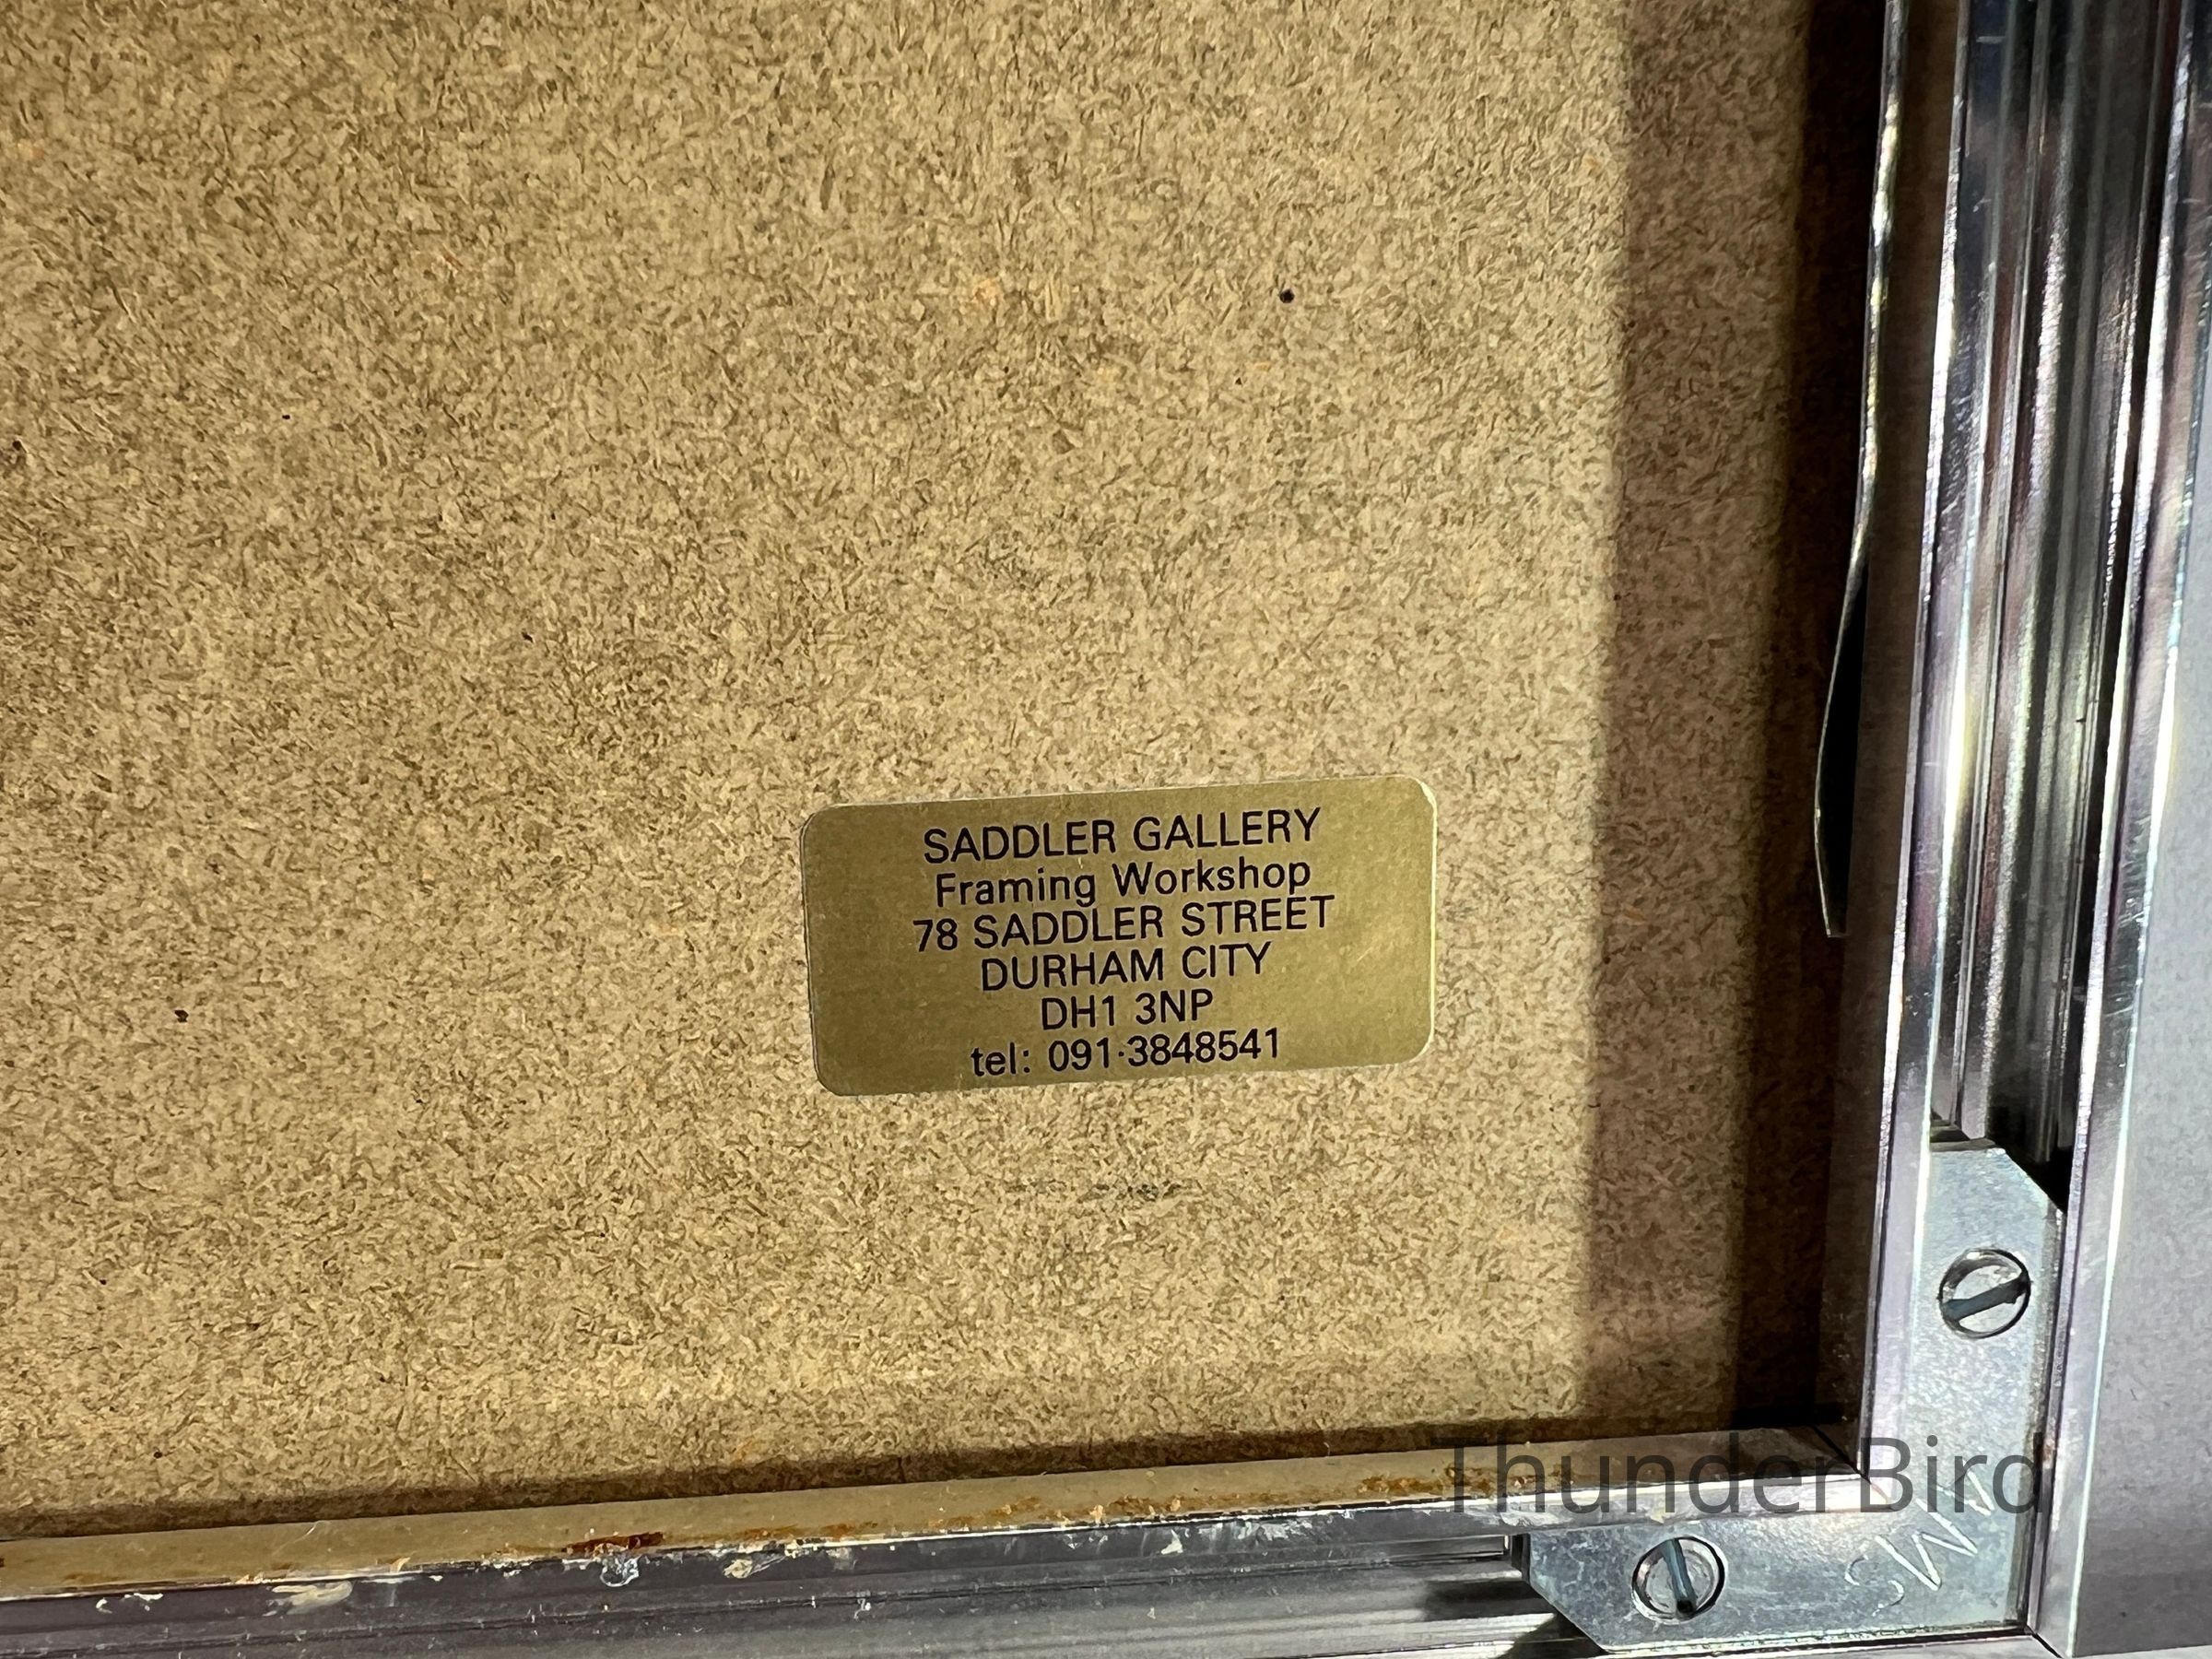 SADDLER GALLERY
Framing Workshop
78 SADDLER STREET
DURHAM CITY
DH1 3NP
tel: 091·3848541
ThunderBird